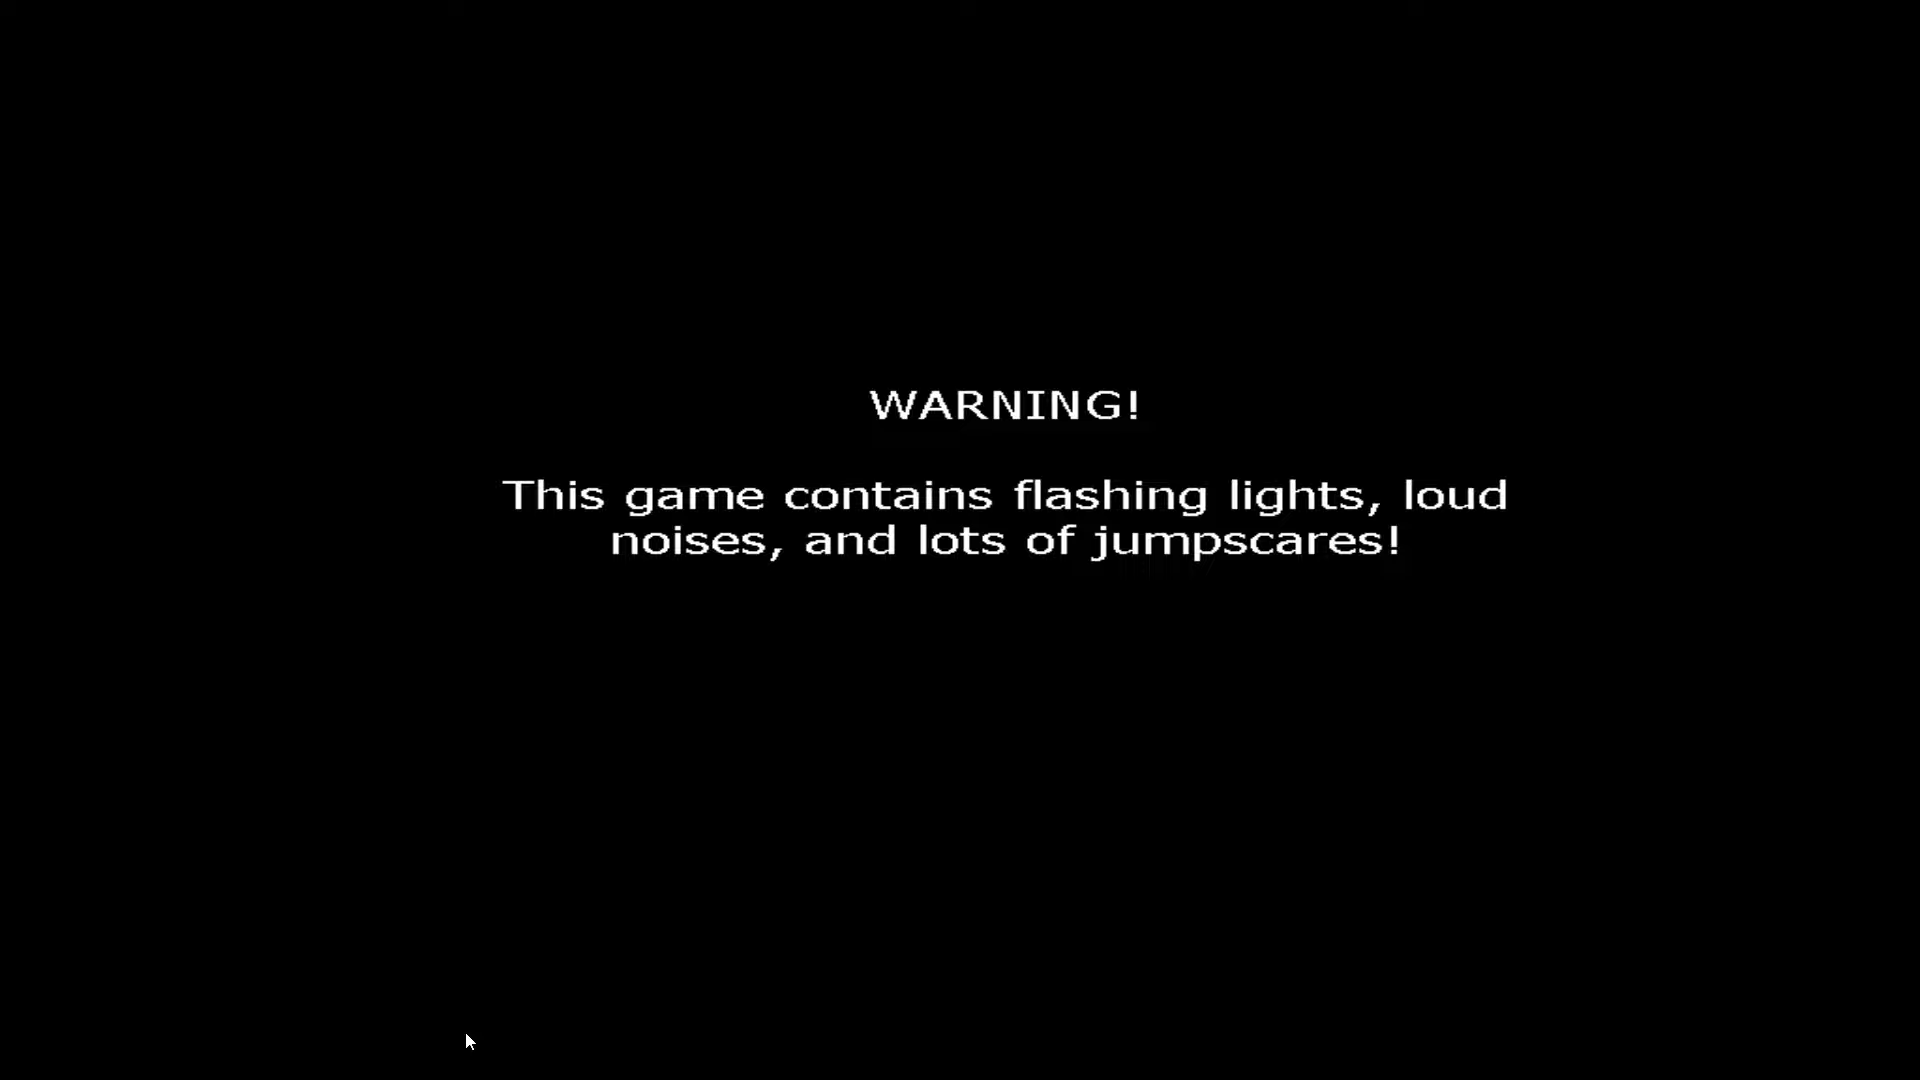 WARNING!
This game contains flashing lights, loud
noises, and lots of jumpscares!